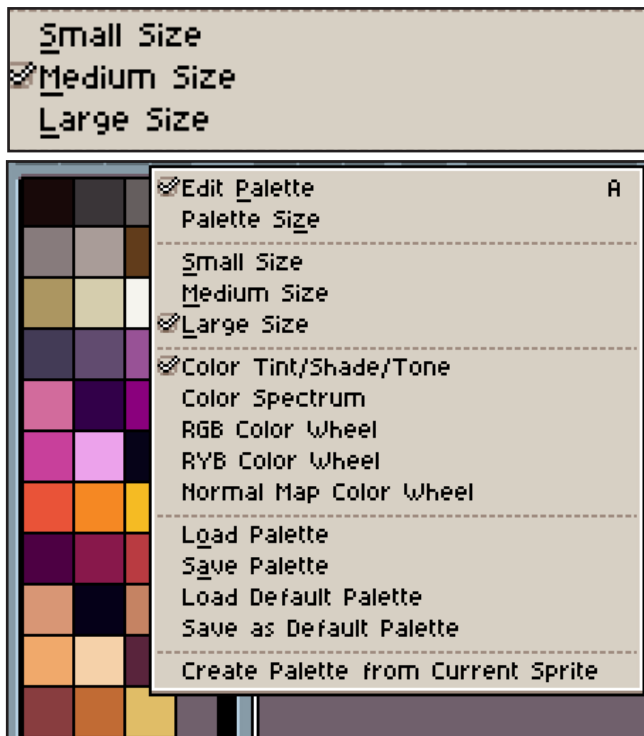 Small Size
Medium Size
Large Size
Edit Palette A
Palette Size
Small Size
Medium Size
Large Size
Color Tint/Shade/Tone
Color Spectrum
RGB Color Wheel
RYB Color Wheel
Normal Map Color Wheel
Load Palette
Save Palette
Load Default Palette
Save as Default Palette
Create Palette from Current Sprite